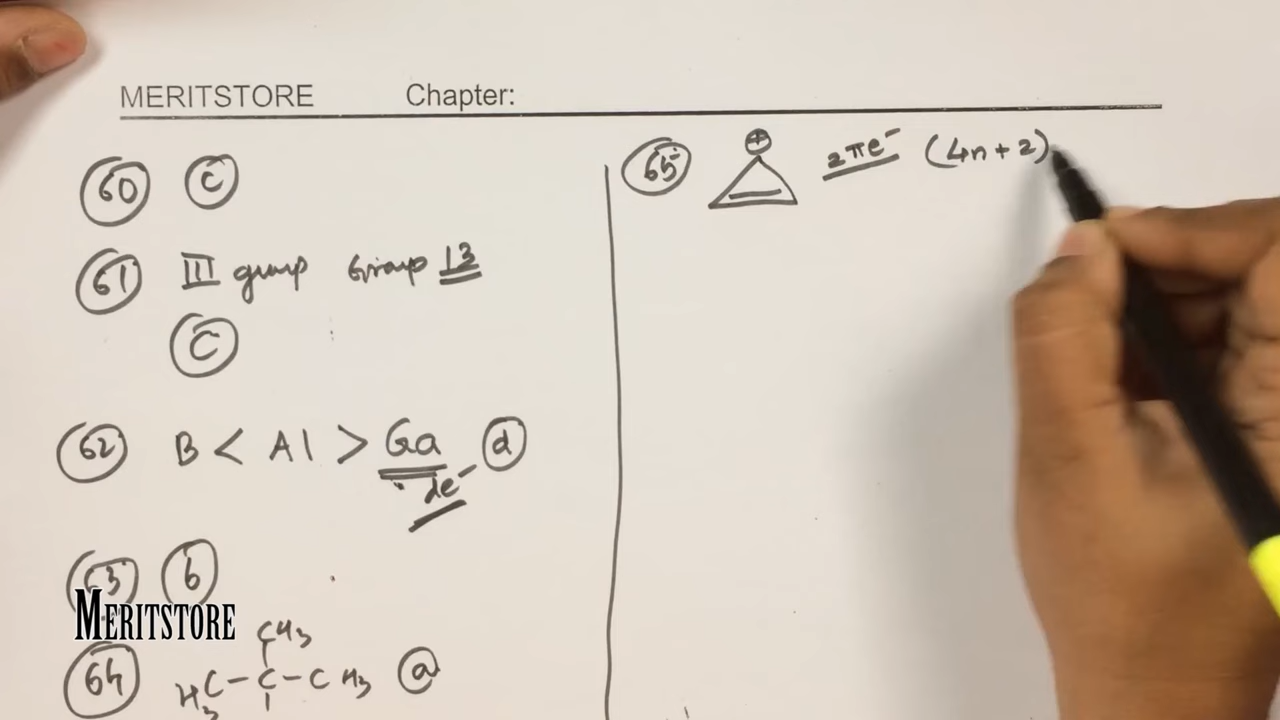 MERITSTORE Chapter:
60 C
61 III group Group 13
C
62 B < Al > Ga d
de⁻
63 b
MERITSTORE
CH3
64 H3C-C-CH3 a
65 ⊕ 2πe⁻ (4n+2)